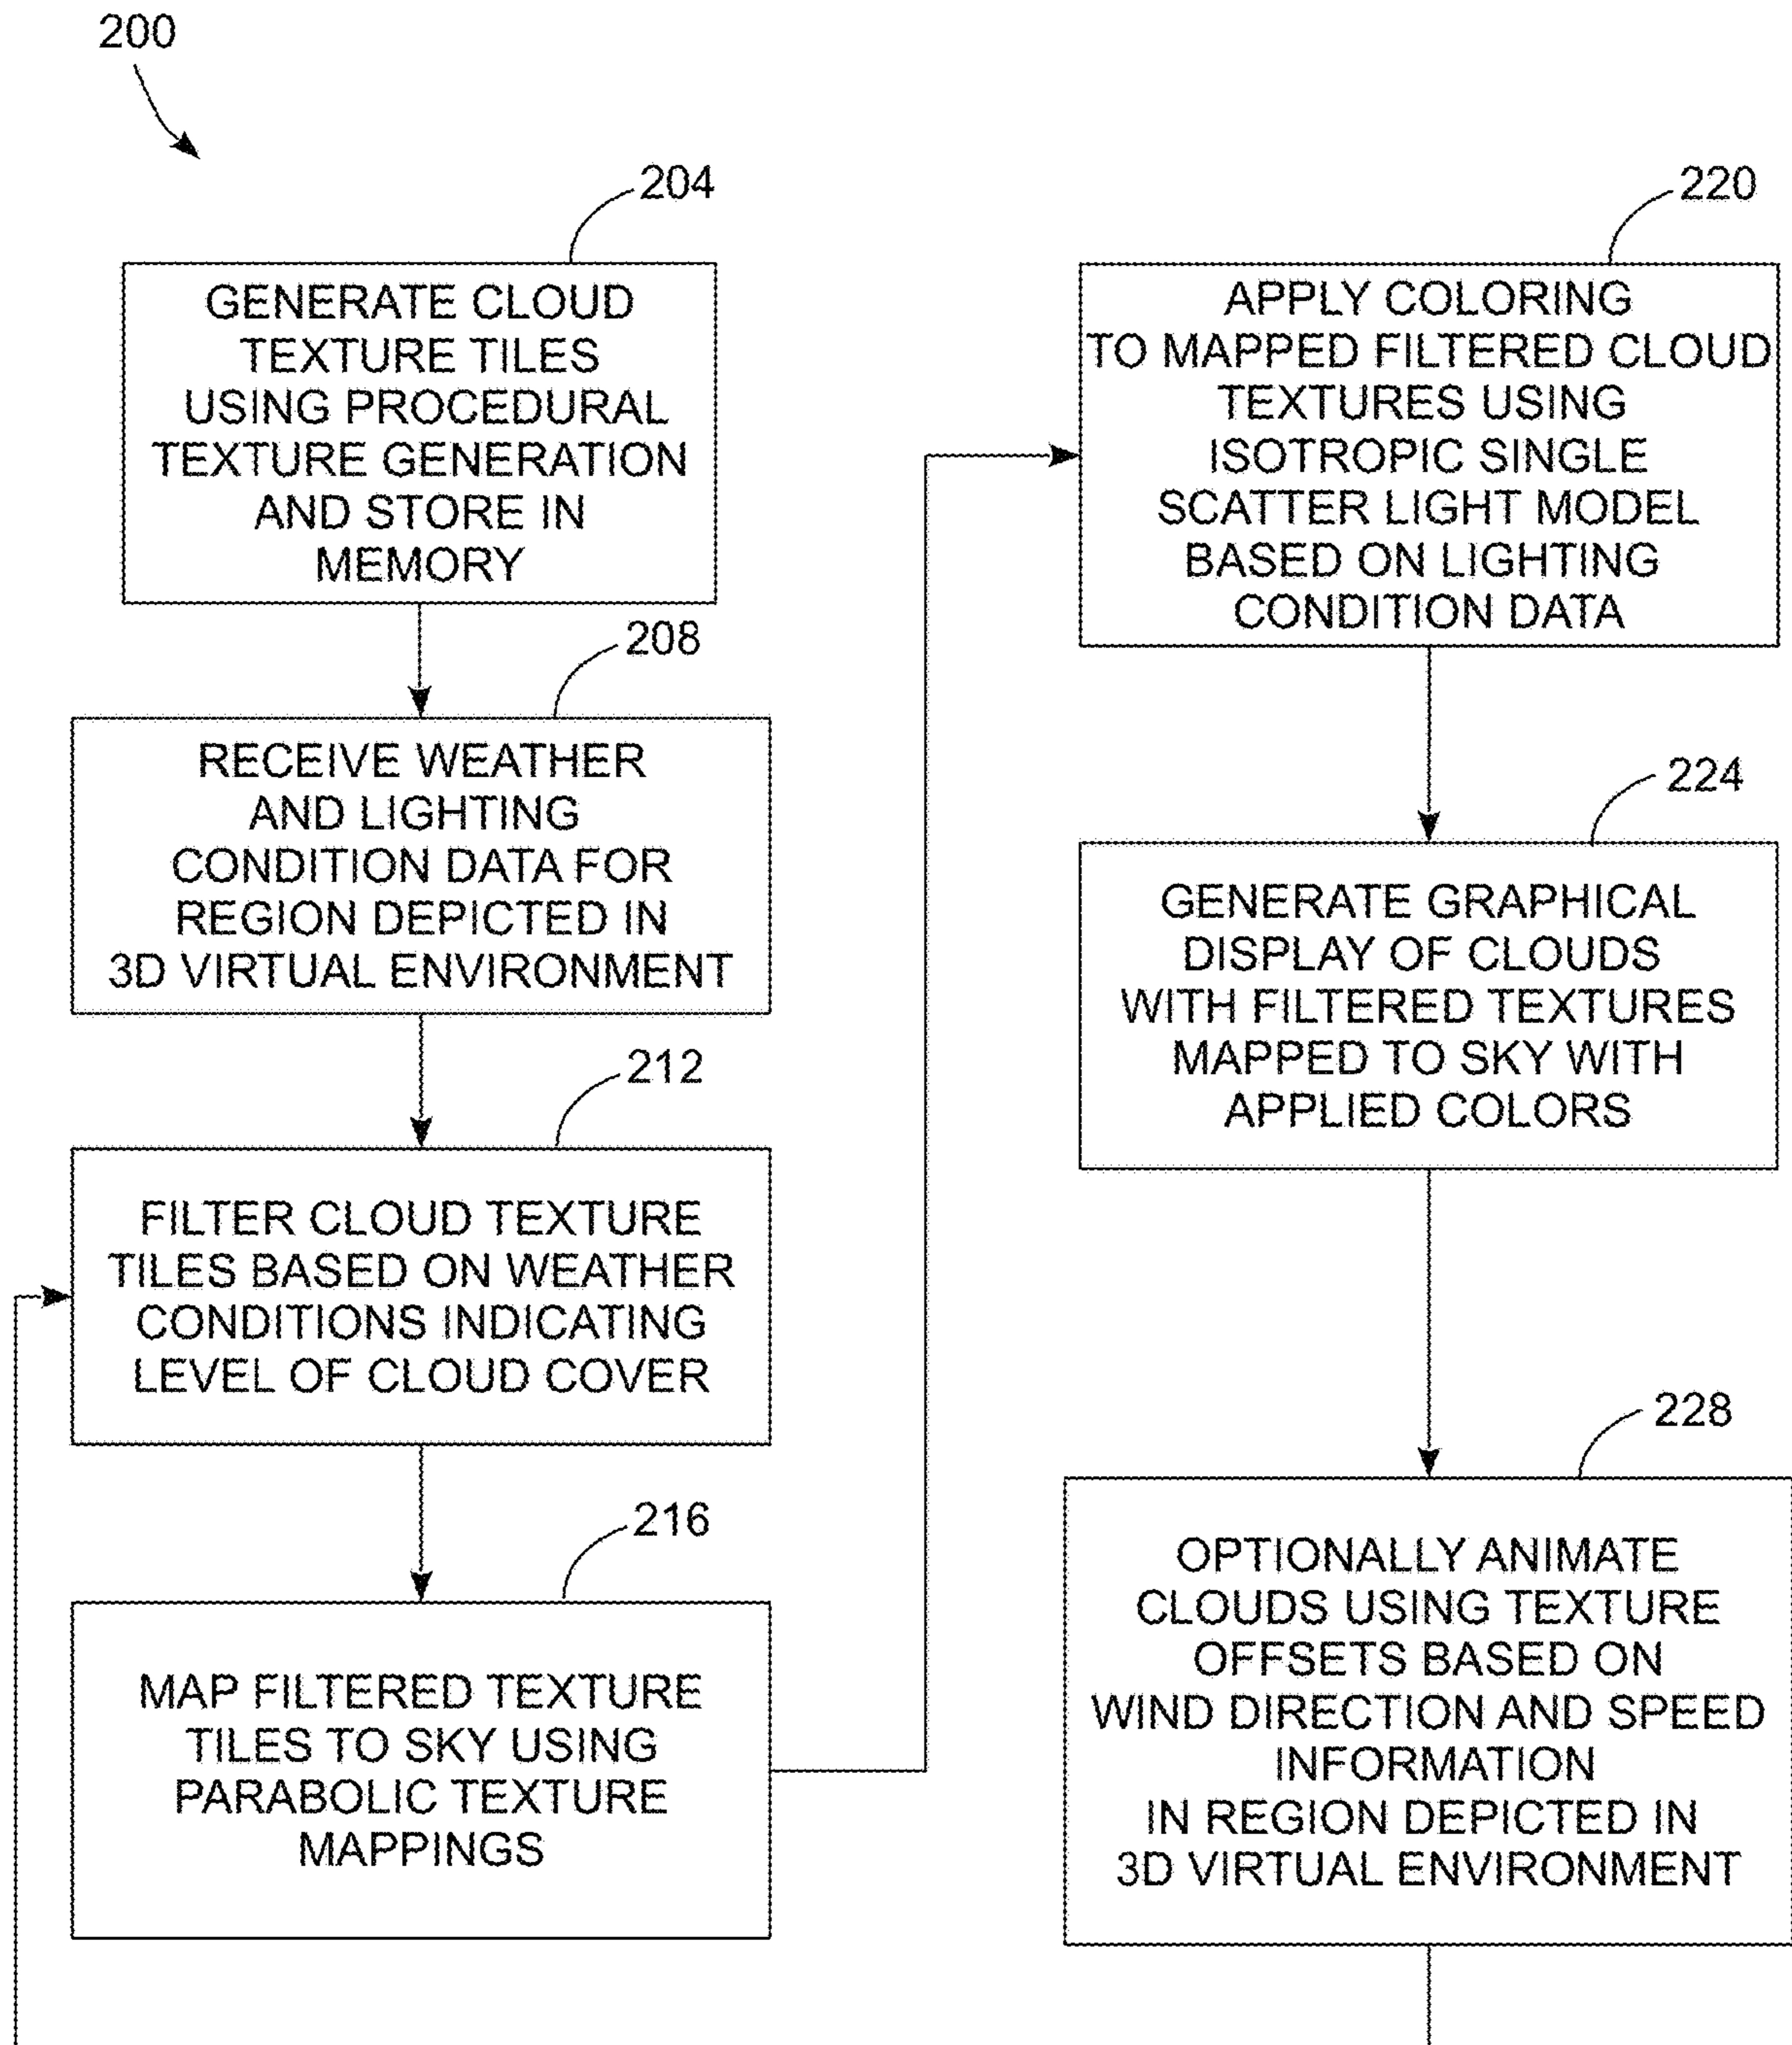 200
204
GENERATE CLOUD
TEXTURE TILES
USING PROCEDURAL
TEXTURE GENERATION
AND STORE IN
MEMORY
208
RECEIVE WEATHER
AND LIGHTING
CONDITION DATA FOR
REGION DEPICTED IN
3D VIRTUAL ENVIRONMENT
212
FILTER CLOUD TEXTURE
TILES BASED ON WEATHER
CONDITIONS INDICATING
LEVEL OF CLOUD COVER
216
MAP FILTERED TEXTURE
TILES TO SKY USING
PARABOLIC TEXTURE
MAPPINGS
220
APPLY COLORING
TO MAPPED FILTERED CLOUD
TEXTURES USING
ISOTROPIC SINGLE
SCATTER LIGHT MODEL
BASED ON LIGHTING
CONDITION DATA
224
GENERATE GRAPHICAL
DISPLAY OF CLOUDS
WITH FILTERED TEXTURES
MAPPED TO SKY WITH
APPLIED COLORS
228
OPTIONALLY ANIMATE
CLOUDS USING TEXTURE
OFFSETS BASED ON
WIND DIRECTION AND SPEED
INFORMATION
IN REGION DEPICTED IN
3D VIRTUAL ENVIRONMENT